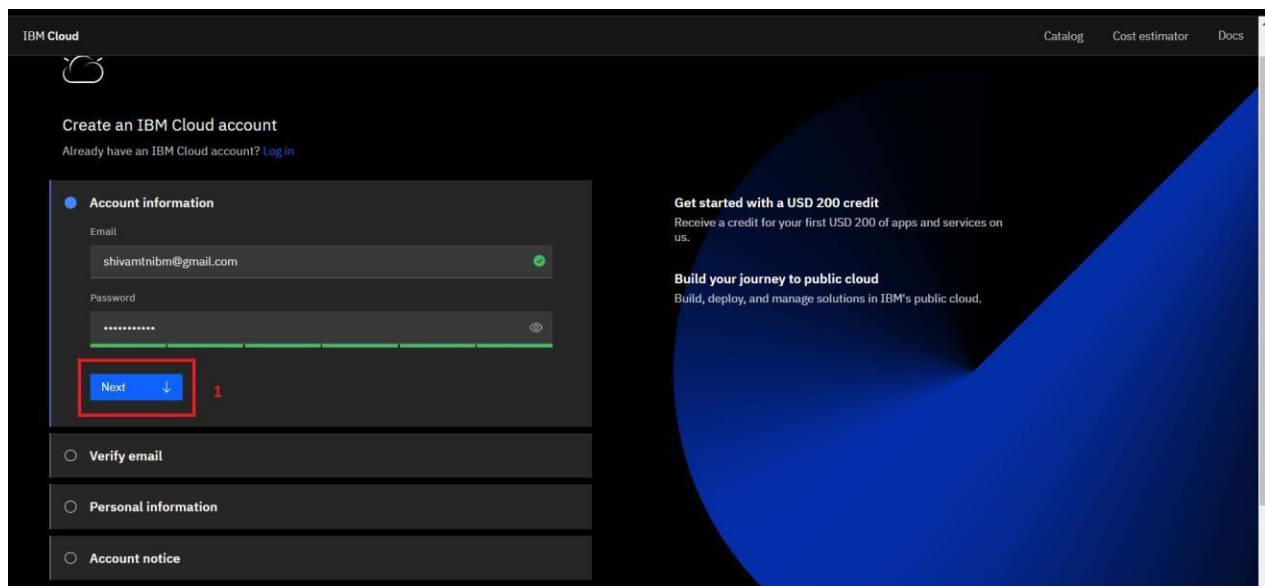 IBM Cloud
Catalog Cost estimator Docs
Create an IBM Cloud account
Already have an IBM Cloud account? Log in
Account information
Email
shivamtnibm@gmail.com
Password
•••••••••••
Next
1
Verify email
Personal information
Account notice
Get started with a USD 200 credit
Receive a credit for your first USD 200 of apps and services on
us.
Build your journey to public cloud
Build, deploy, and manage solutions in IBM's public cloud.